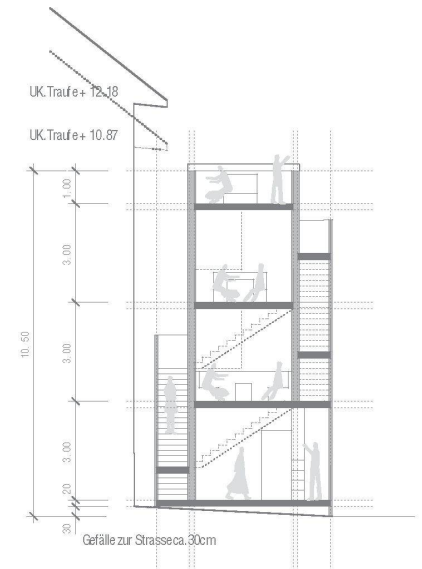 UK.Traufe + 12.18
UK.Traufe + 10.87
1. 00
3. 00
10. 50
3. 00
3. 00
20
30
Gefälle zur Strasseca. 30cm